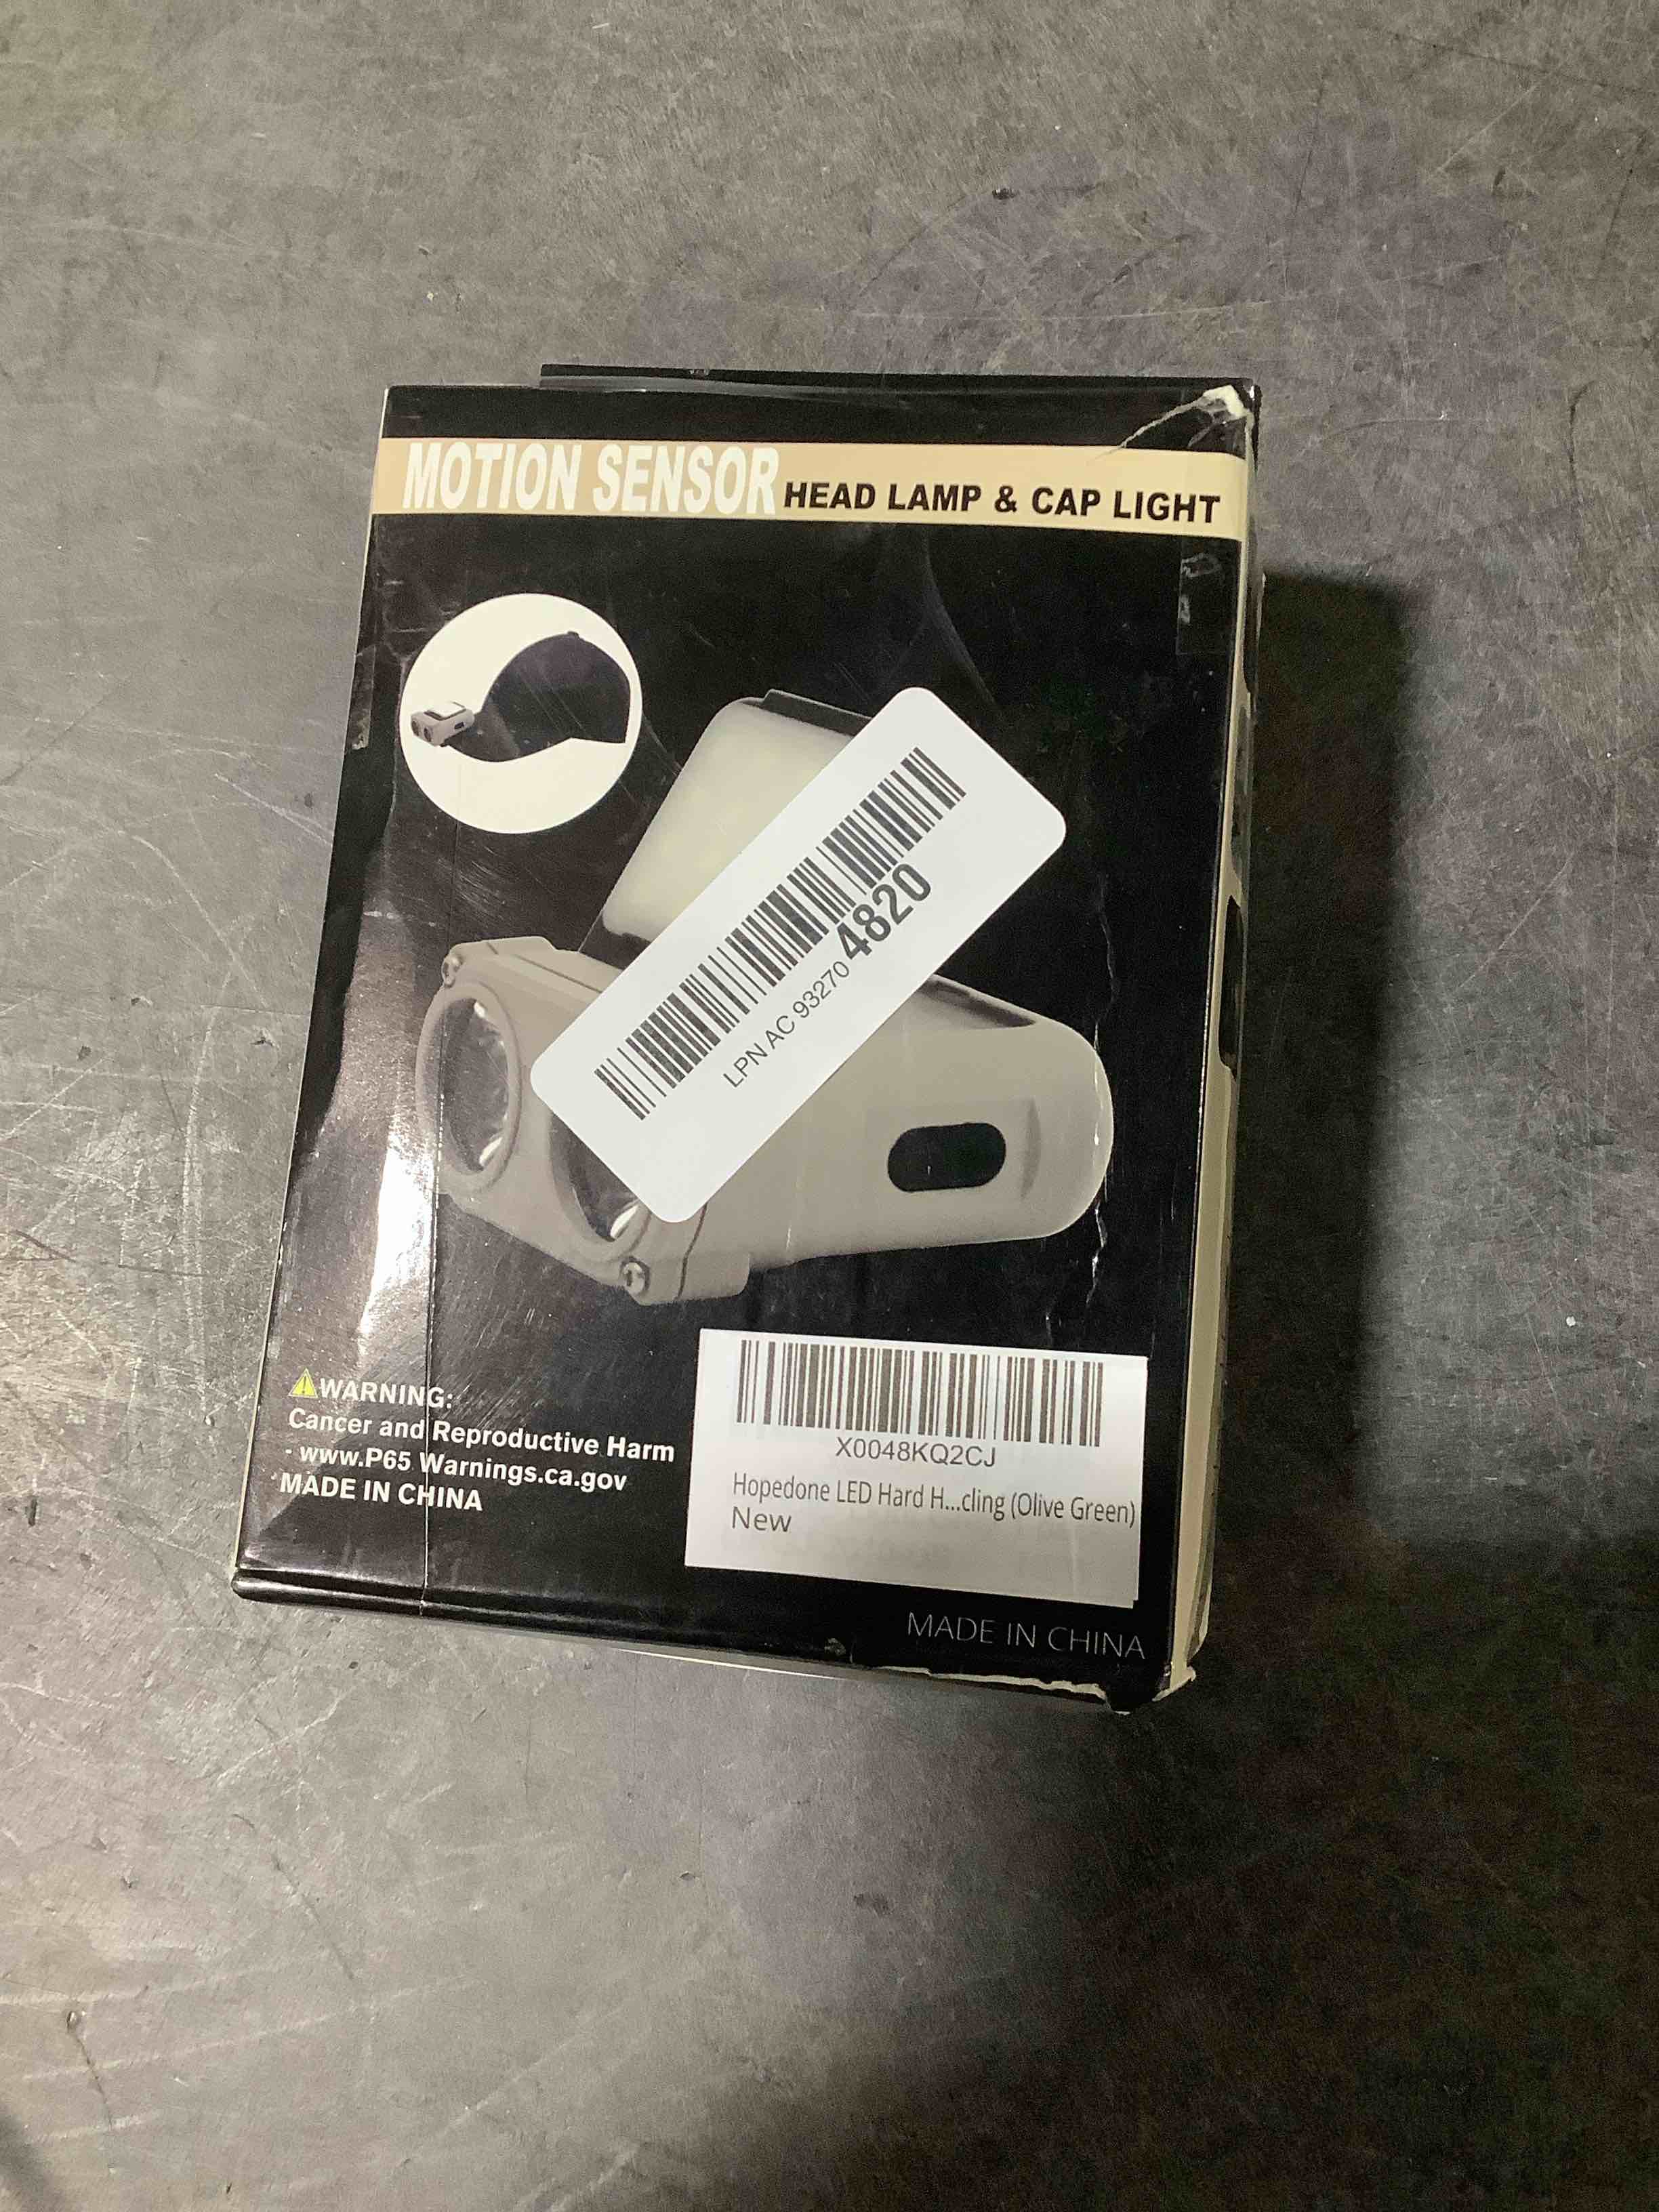 MOTION SENSOR HEAD LAMP & CAP LIGHT
LPN AC 93270 4820
⚠WARNING:
Cancer and Reproductive Harm
- www.P65 Warnings.ca.gov
MADE IN CHINA
X0048KQ2CJ
Hopedone LED Hard H...cling (Olive Green)
New
MADE IN CHINA